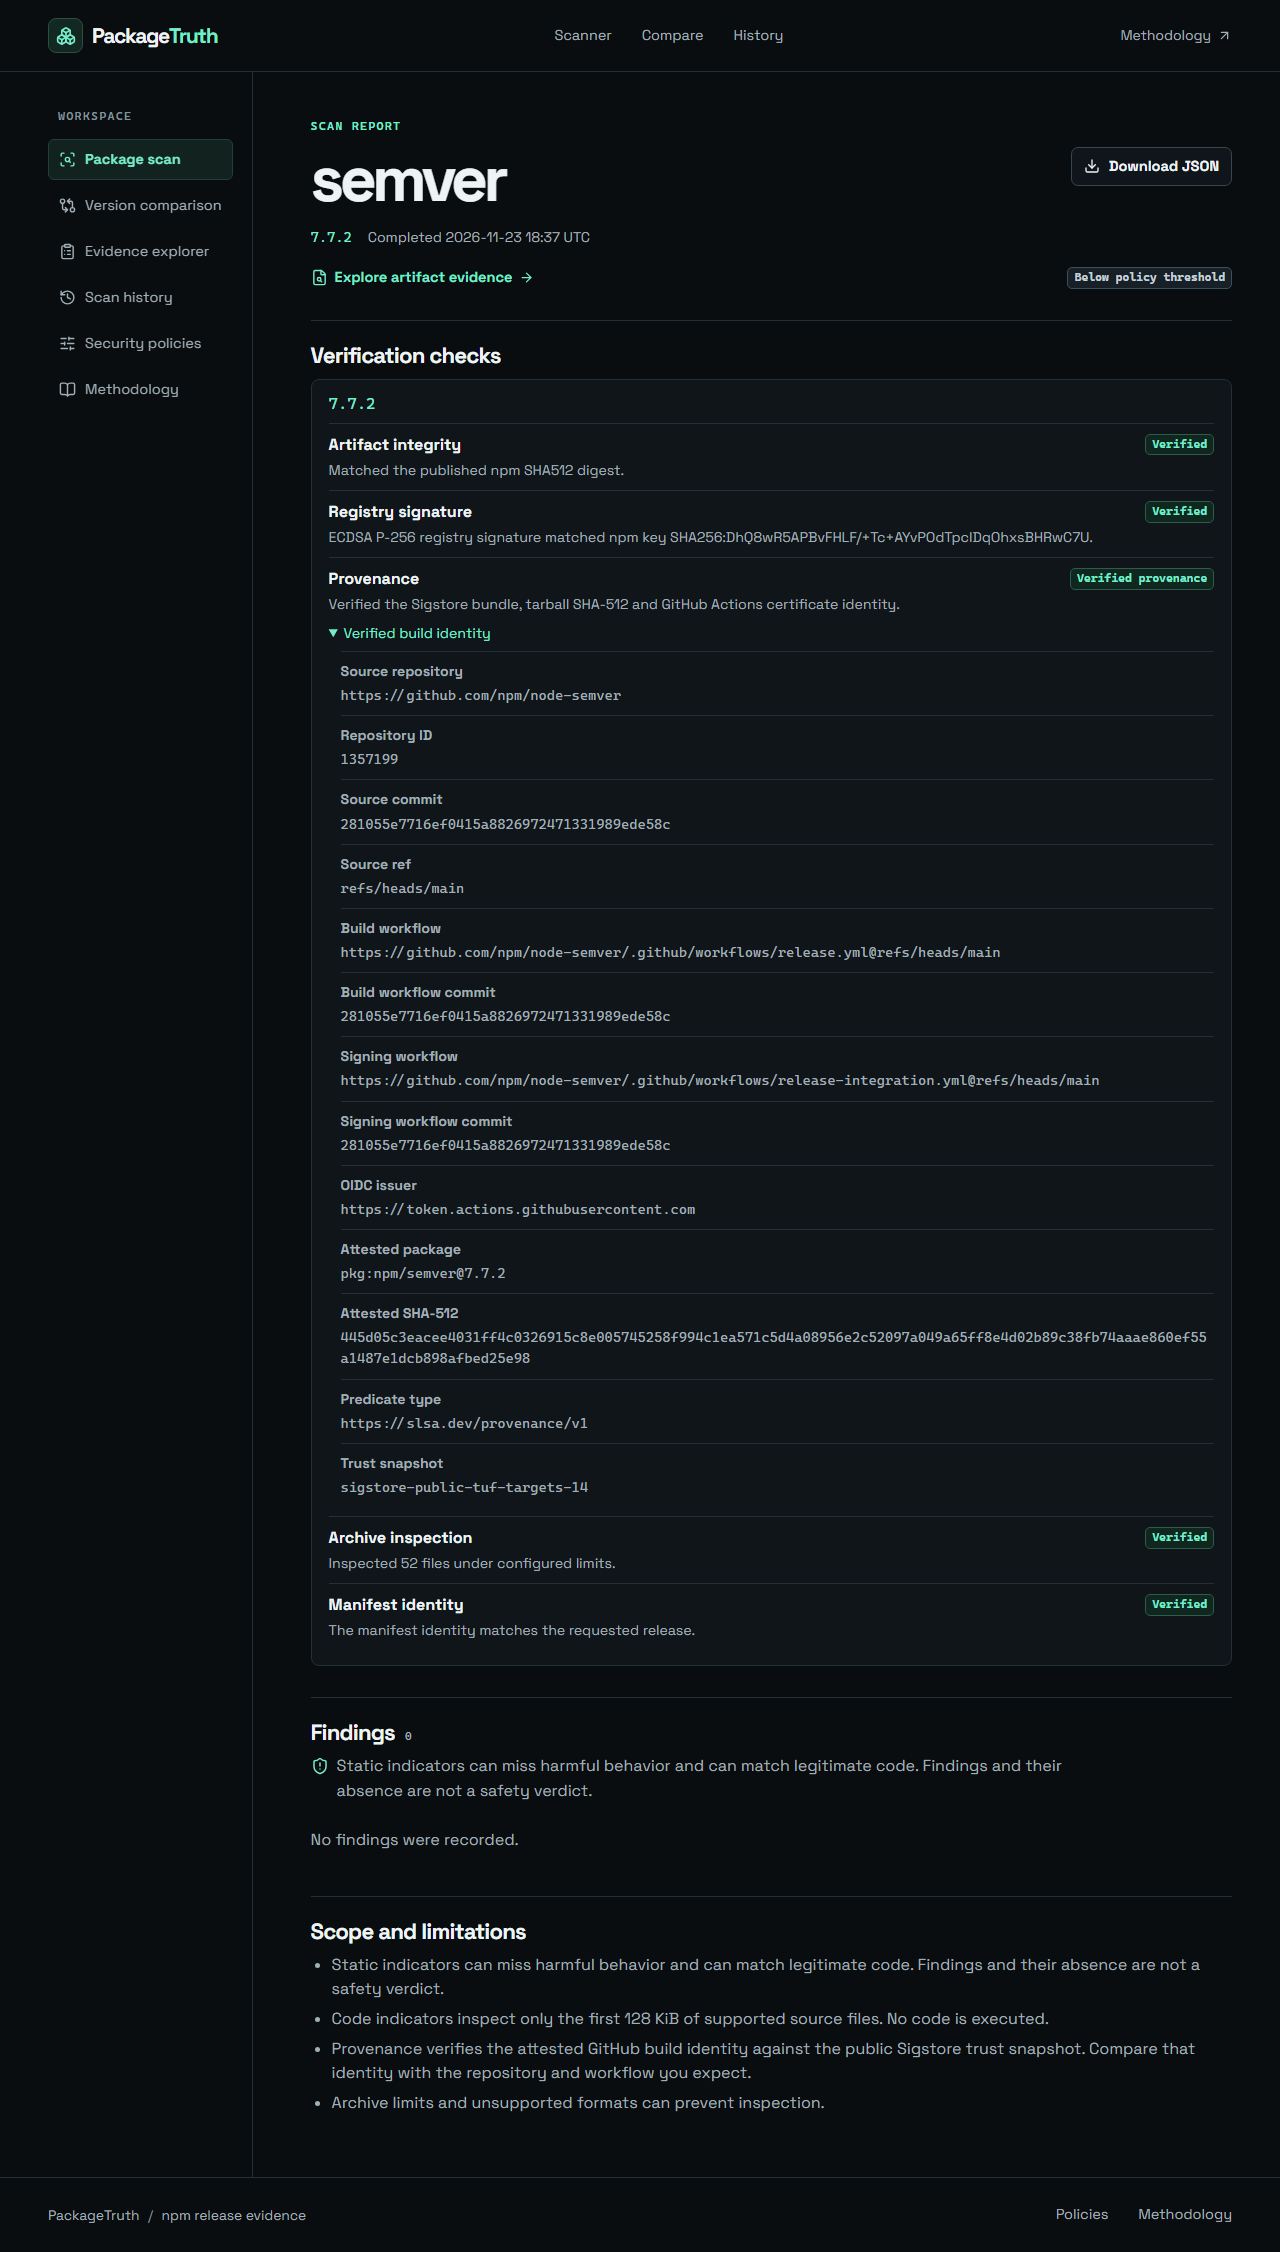 PackageTruth
Scanner
Compare
History
Methodology
WORKSPACE
Package scan
Version comparison
Evidence explorer
Scan history
Security policies
Methodology
SCAN REPORT
semver
Download JSON
7.7.2 Completed 2026-11-23 18:37 UTC
Explore artifact evidence
Below policy threshold
Verification checks
7.7.2
Artifact integrity
Verified
Matched the published npm SHA512 digest.
Registry signature
Verified
ECDSA P-256 registry signature matched npm key SHA256:DhQ8wR5APBvFHLF/+Tc+AYvPOdTpcIDqOhxsBHRwC7U.
Provenance
Verified provenance
Verified the Sigstore bundle, tarball SHA-512 and GitHub Actions certificate identity.
Verified build identity
Source repository
https://github.com/npm/node-semver
Repository ID
1357199
Source commit
281055e7716ef0415a8826972471331989ede58c
Source ref
refs/heads/main
Build workflow
https://github.com/npm/node-semver/.github/workflows/release.yml@refs/heads/main
Build workflow commit
281055e7716ef0415a8826972471331989ede58c
Signing workflow
https://github.com/npm/node-semver/.github/workflows/release-integration.yml@refs/heads/main
Signing workflow commit
281055e7716ef0415a8826972471331989ede58c
OIDC issuer
https://token.actions.githubusercontent.com
Attested package
pkg:npm/semver@7.7.2
Attested SHA-512
445d05c3eacee4031ff4c0326915c8e005745258f994c1ea571c5d4a08956e2c52097a049a65ff8e4d02b89c38fb74aaae860ef55
a1487e1dcb898afbed25e98
Predicate type
https://slsa.dev/provenance/v1
Trust snapshot
sigstore-public-tuf-targets-14
Archive inspection
Verified
Inspected 52 files under configured limits.
Manifest identity
Verified
The manifest identity matches the requested release.
Findings 0
Static indicators can miss harmful behavior and can match legitimate code. Findings and their
absence are not a safety verdict.
No findings were recorded.
Scope and limitations
• Static indicators can miss harmful behavior and can match legitimate code. Findings and their absence are not a
safety verdict.
• Code indicators inspect only the first 128 KiB of supported source files. No code is executed.
• Provenance verifies the attested GitHub build identity against the public Sigstore trust snapshot. Compare that
identity with the repository and workflow you expect.
• Archive limits and unsupported formats can prevent inspection.
PackageTruth / npm release evidence
Policies
Methodology